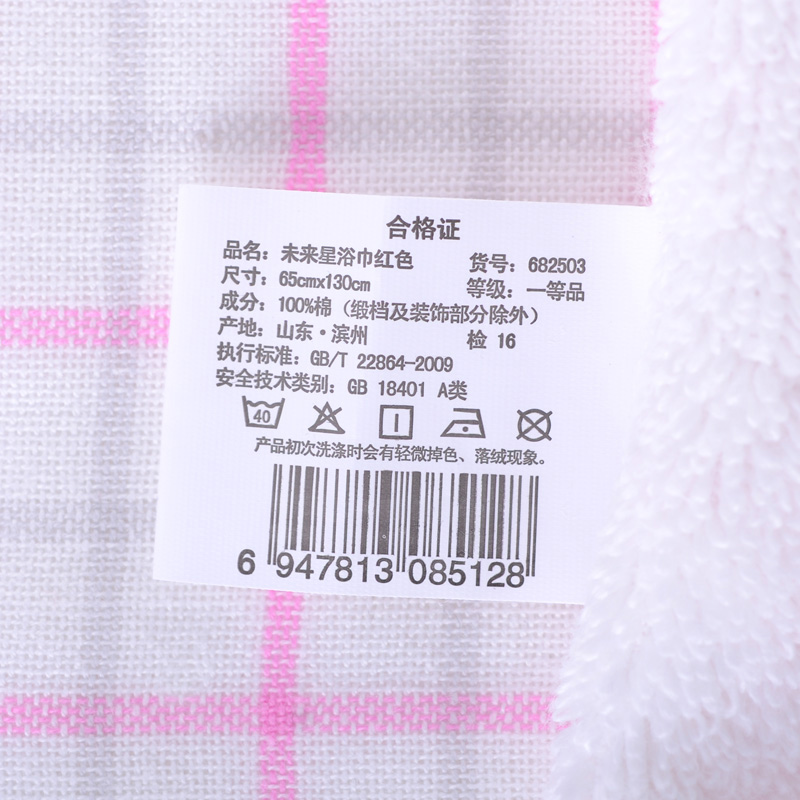 合格证
品名：未来星浴巾红色 货号：682503
尺寸：65cmx130cm 等级：一等品
成分：100%棉（缎档及装饰部分除外）
产地：山东·滨州 检 16
执行标准：GB/T 22864-2009
安全技术类别：GB 18401 A类
40
产品初次洗涤时会有轻微掉色、落绒现象。
6 947813 085128